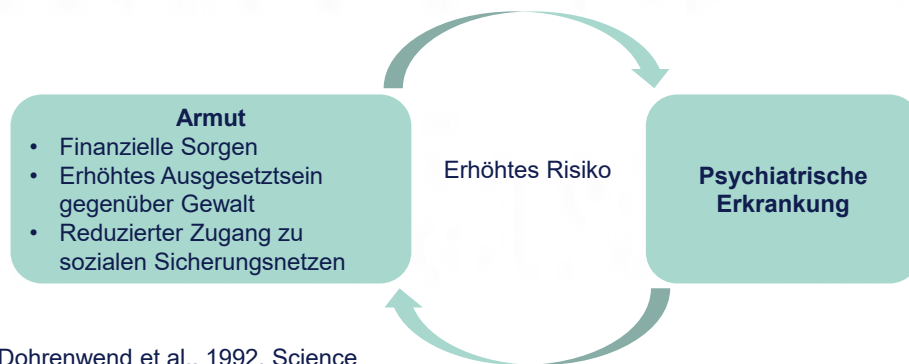 Armut
• Finanzielle Sorgen
• Erhöhtes Ausgesetztsein
gegenüber Gewalt
• Reduzierter Zugang zu
sozialen Sicherungsnetzen
Erhöhtes Risiko
Psychiatrische
Erkrankung
Dohrenwend et al., 1992, Science